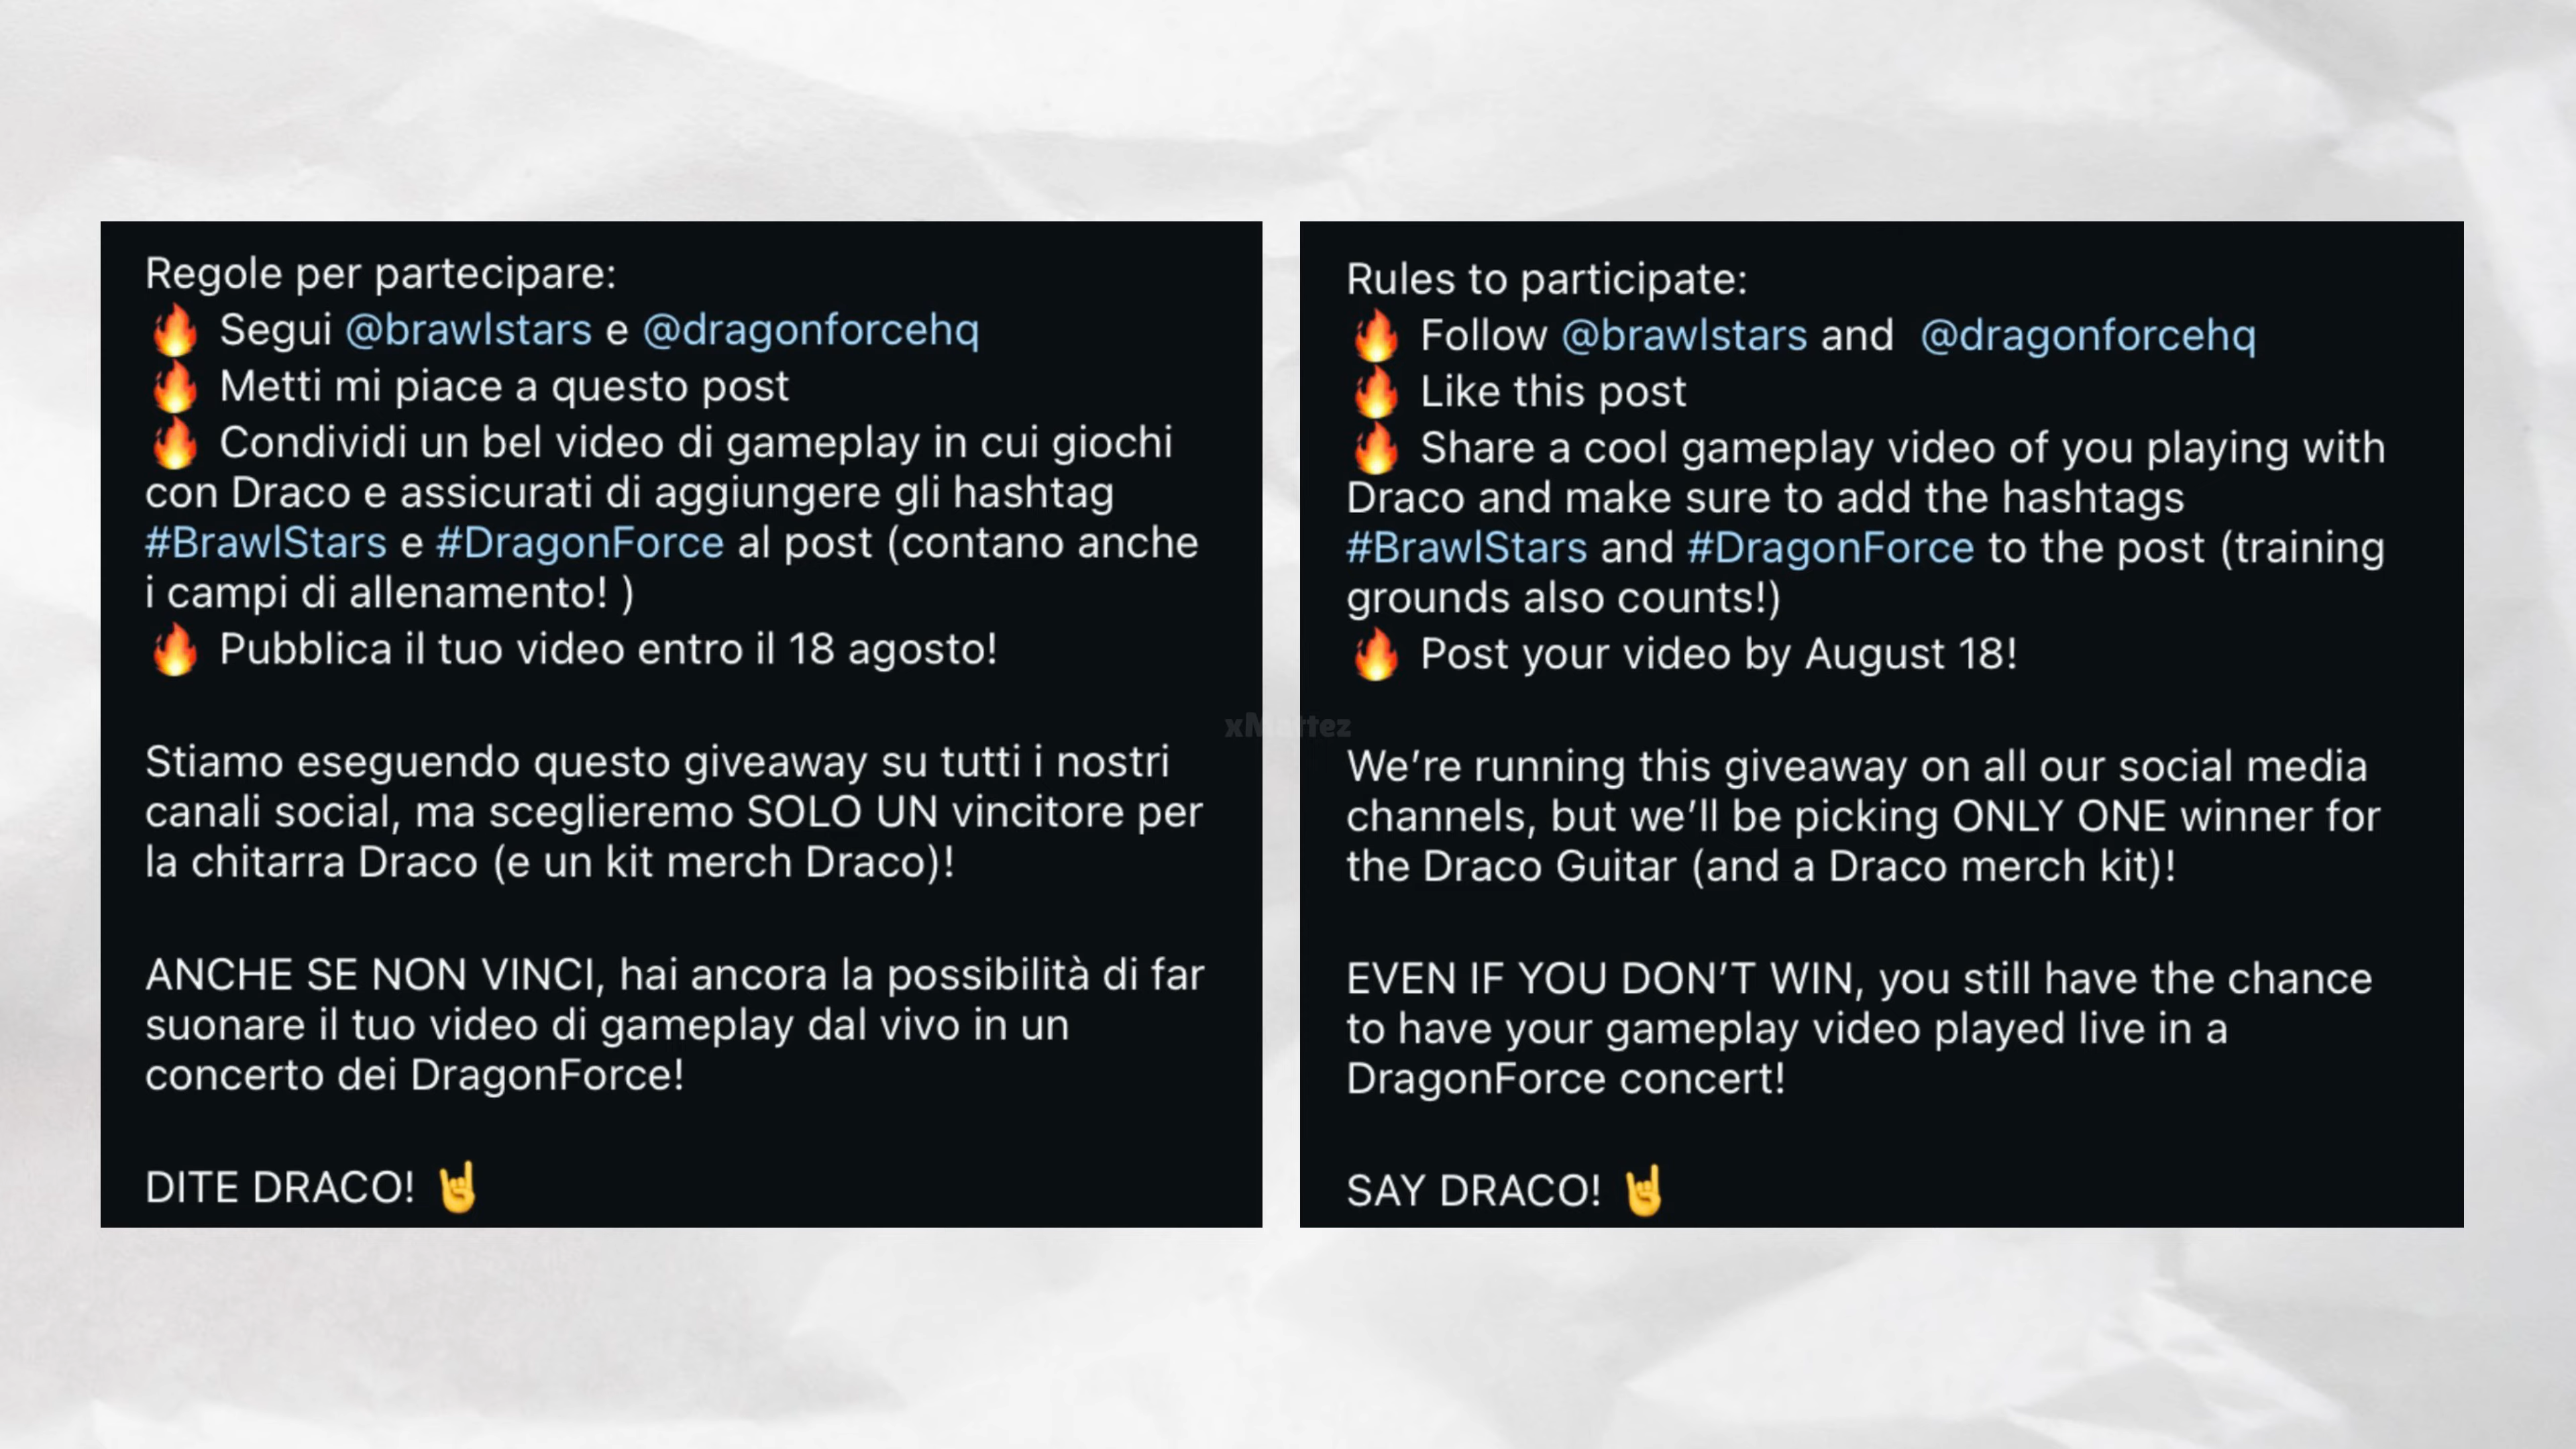 Regole per partecipare:
🔥 Segui @brawlstars e @dragonforcehq
🔥 Metti mi piace a questo post
🔥 Condividi un bel video di gameplay in cui giochi
con Draco e assicurati di aggiungere gli hashtag
#BrawlStars e #DragonForce al post (contano anche
i campi di allenamento! )
🔥 Pubblica il tuo video entro il 18 agosto!
Stiamo eseguendo questo giveaway su tutti i nostri
canali social, ma sceglieremo SOLO UN vincitore per
la chitarra Draco (e un kit merch Draco)!
ANCHE SE NON VINCI, hai ancora la possibilità di far
suonare il tuo video di gameplay dal vivo in un
concerto dei DragonForce!
DITE DRACO! 🤘
xMattez
Rules to participate:
🔥 Follow @brawlstars and @dragonforcehq
🔥 Like this post
🔥 Share a cool gameplay video of you playing with
Draco and make sure to add the hashtags
#BrawlStars and #DragonForce to the post (training
grounds also counts!)
🔥 Post your video by August 18!
We’re running this giveaway on all our social media
channels, but we’ll be picking ONLY ONE winner for
the Draco Guitar (and a Draco merch kit)!
EVEN IF YOU DON’T WIN, you still have the chance
to have your gameplay video played live in a
DragonForce concert!
SAY DRACO! 🤘